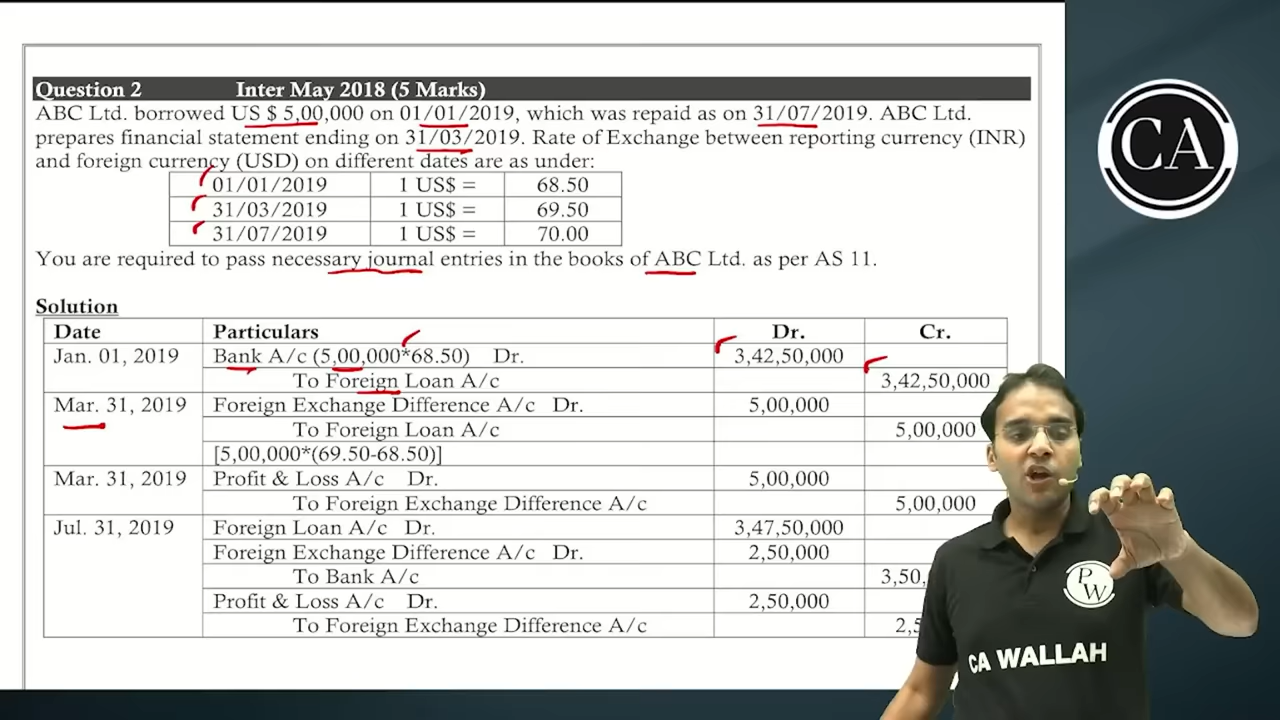 Question 2 Inter May 2018 (5 Marks)
ABC Ltd. borrowed US $ 5,00,000 on 01/01/2019, which was repaid as on 31/07/2019. ABC Ltd.
prepares financial statement ending on 31/03/2019. Rate of Exchange between reporting currency (INR)
and foreign currency (USD) on different dates are as under:
01/01/2019 1 US$ = 68.50
31/03/2019 1 US$ = 69.50
31/07/2019 1 US$ = 70.00
You are required to pass necessary journal entries in the books of ABC Ltd. as per AS 11.
Solution
Date Particulars Dr. Cr.
Jan. 01, 2019 Bank A/c (5,00,000*68.50) Dr. 3,42,50,000
To Foreign Loan A/c 3,42,50,000
Mar. 31, 2019 Foreign Exchange Difference A/c Dr. 5,00,000
To Foreign Loan A/c 5,00,000
[5,00,000*(69.50-68.50)]
Mar. 31, 2019 Profit & Loss A/c Dr. 5,00,000
To Foreign Exchange Difference A/c 5,00,000
Jul. 31, 2019 Foreign Loan A/c Dr. 3,47,50,000
Foreign Exchange Difference A/c Dr. 2,50,000
To Bank A/c 3,50,
Profit & Loss A/c Dr. 2,50,000
To Foreign Exchange Difference A/c 2,5
CA
PW
CA WALLAH